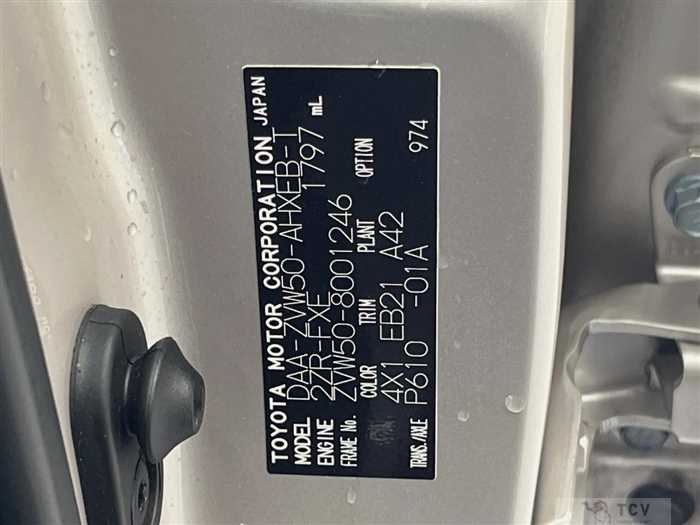 TOYOTA MOTOR CORPORATION JAPAN
MODEL DAA-ZVW50-AHXEB-T
ENGINE 2ZR-FXE 1797 mL
FRAME No. ZVW50-8001246
COLOR TRIM PLANT OPTION
4X1 EB21 A42 974
TRANS./AXLE P610 -01A
TCV